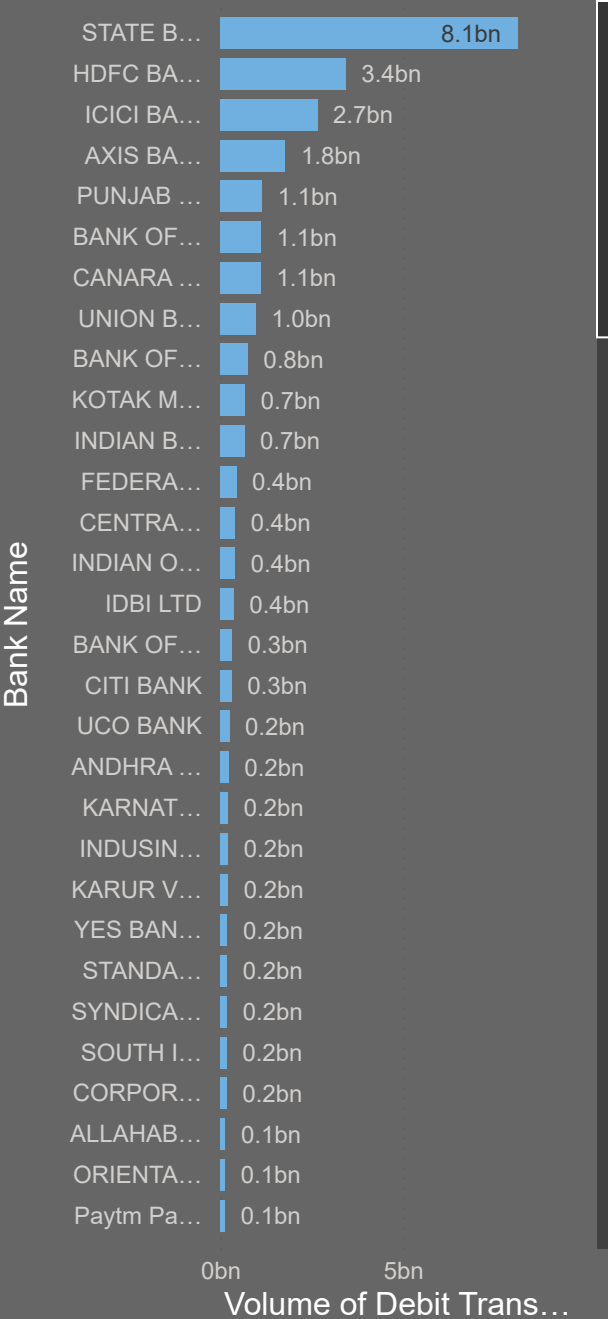 STATE B… 8.1bn
HDFC BA… 3.4bn
ICICI BA… 2.7bn
AXIS BA… 1.8bn
PUNJAB … 1.1bn
BANK OF… 1.1bn
CANARA … 1.1bn
UNION B… 1.0bn
BANK OF… 0.8bn
KOTAK M… 0.7bn
INDIAN B… 0.7bn
FEDERA… 0.4bn
CENTRA… 0.4bn
INDIAN O… 0.4bn
IDBI LTD 0.4bn
BANK OF… 0.3bn
CITI BANK 0.3bn
UCO BANK 0.2bn
ANDHRA … 0.2bn
KARNAT… 0.2bn
INDUSIN… 0.2bn
KARUR V… 0.2bn
YES BAN… 0.2bn
STANDA… 0.2bn
SYNDICA… 0.2bn
SOUTH I… 0.2bn
CORPOR… 0.2bn
ALLAHAB… 0.1bn
ORIENTA… 0.1bn
Paytm Pa… 0.1bn
Bank Name
0bn 5bn
Volume of Debit Trans…